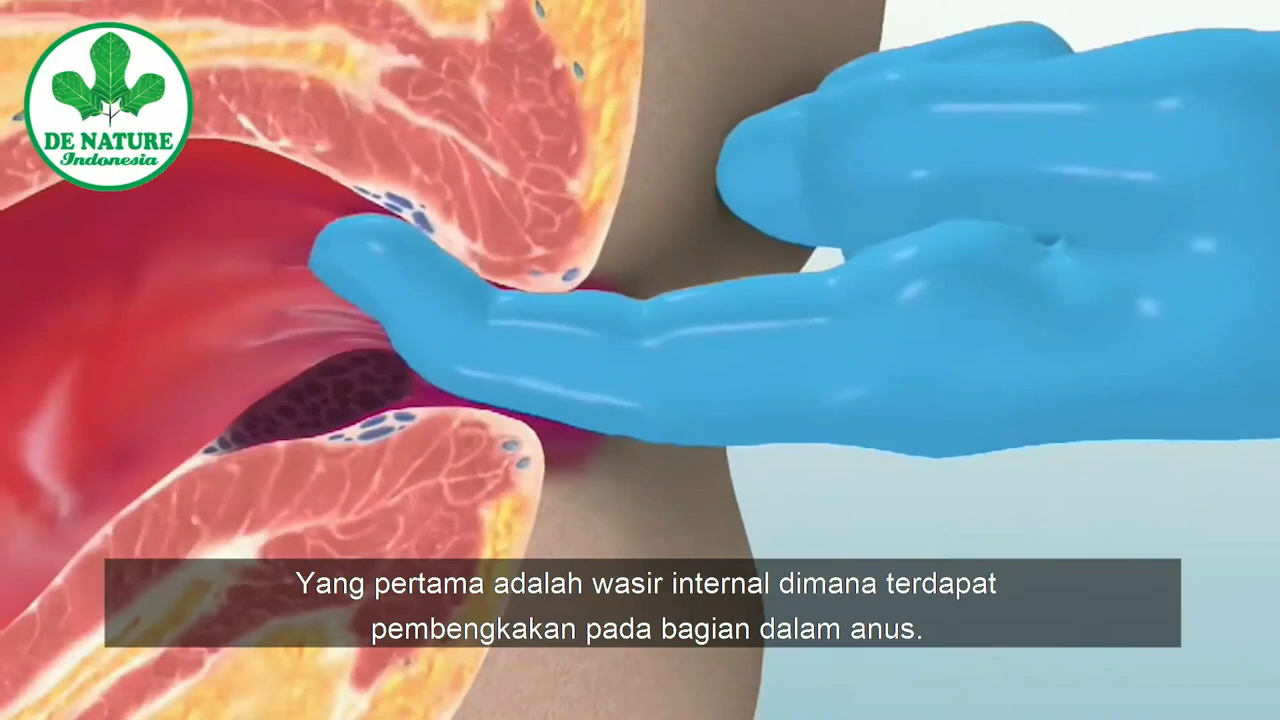 DE NATURE
Indonesia
Yang pertama adalah wasir internal dimana terdapat
pembengkakan pada bagian dalam anus.